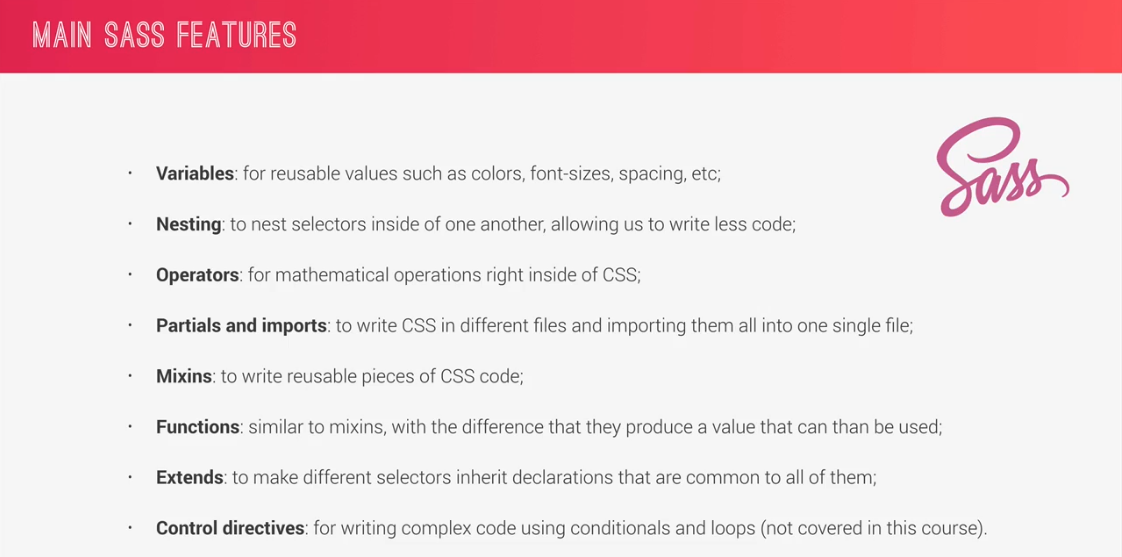 MAIN SASS FEATURES
Sass
· Variables: for reusable values such as colors, font-sizes, spacing, etc;
· Nesting: to nest selectors inside of one another, allowing us to write less code;
· Operators: for mathematical operations right inside of CSS;
· Partials and imports: to write CSS in different files and importing them all into one single file;
· Mixins: to write reusable pieces of CSS code;
· Functions: similar to mixins, with the difference that they produce a value that can than be used;
· Extends: to make different selectors inherit declarations that are common to all of them;
· Control directives: for writing complex code using conditionals and loops (not covered in this course).